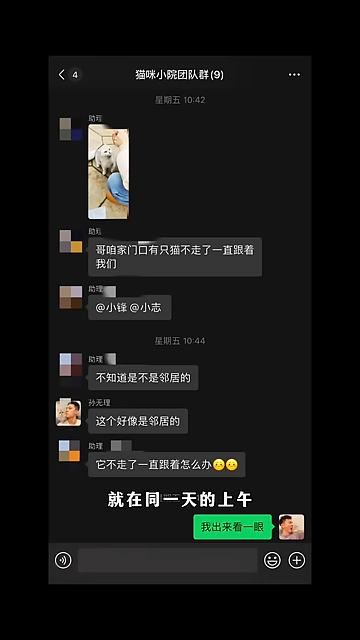 4
猫咪小院团队群(9)
星期五 10:42
助理
助理
哥咱家门口有只猫不走了一直跟着
我们
助理
@小锋 @小志
星期五 10:44
助理
不知道是不是邻居的
孙无理
这个好像是邻居的
助理
它不走了一直跟着怎么办
就在同一天的上午
我出来看一眼